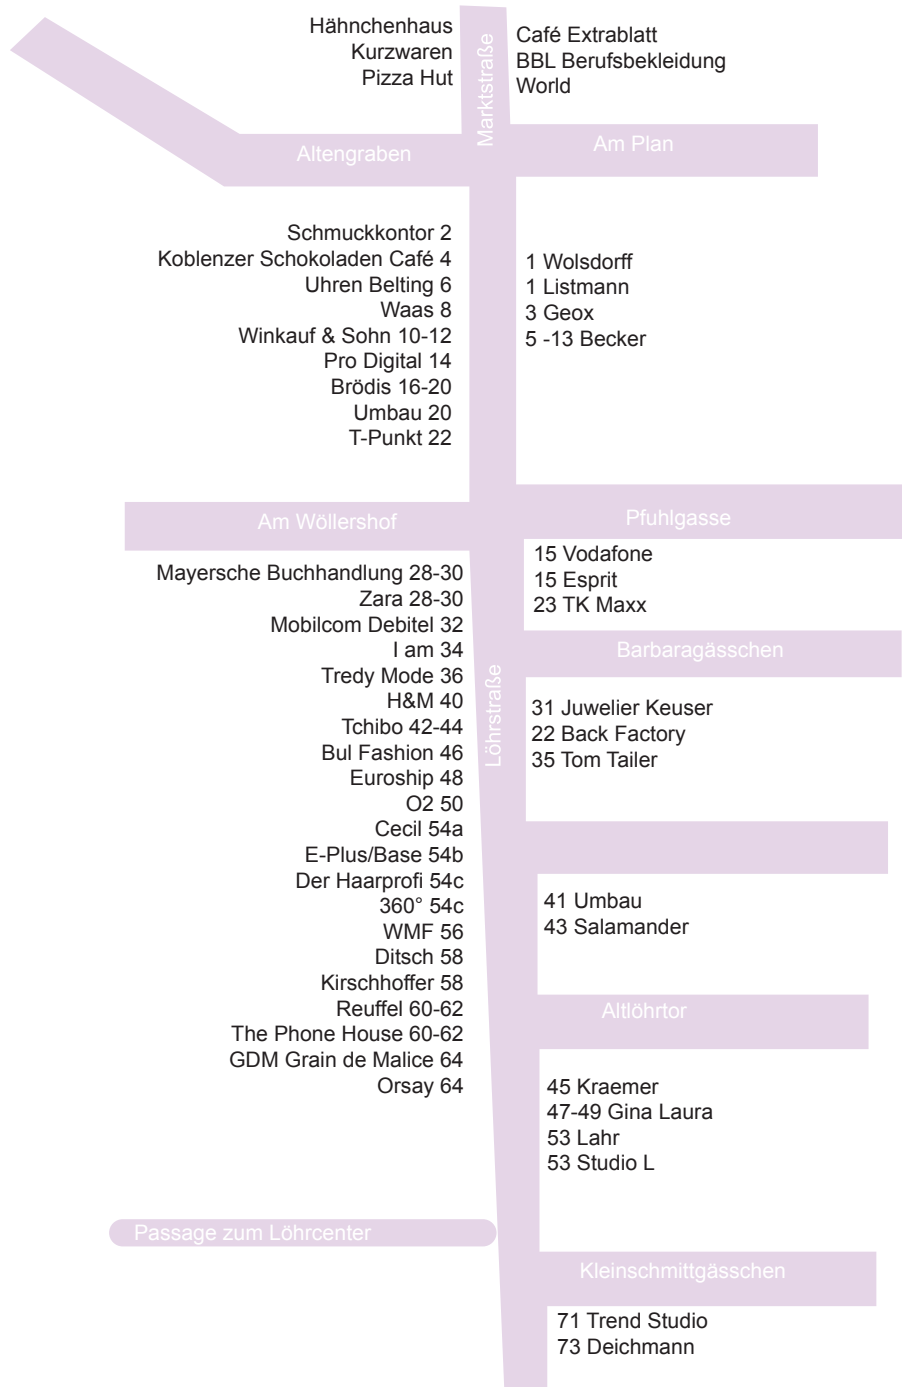 Hähnchenhaus
Kurzwaren
Pizza Hut
Marktstraße
Café Extrablatt
BBL Berufsbekleidung
World
Altengraben
Am Plan
Schmuckkontor 2
Koblenzer Schokoladen Café 4
Uhren Belting 6
Waas 8
Winkauf & Sohn 10-12
Pro Digital 14
Brödis 16-20
Umbau 20
T-Punkt 22
1 Wolsdorff
1 Listmann
3 Geox
5 -13 Becker
Am Wöllershof
Pfuhlgasse
Mayersche Buchhandlung 28-30
Zara 28-30
Mobilcom Debitel 32
I am 34
Tredy Mode 36
H&M 40
Tchibo 42-44
Bul Fashion 46
Euroship 48
O2 50
Cecil 54a
E-Plus/Base 54b
Der Haarprofi 54c
360° 54c
WMF 56
Ditsch 58
Kirschhoffer 58
Reuffel 60-62
The Phone House 60-62
GDM Grain de Malice 64
Orsay 64
Löhrstraße
15 Vodafone
15 Esprit
23 TK Maxx
Barbaragässchen
31 Juwelier Keuser
22 Back Factory
35 Tom Tailer
41 Umbau
43 Salamander
Altlöhrtor
45 Kraemer
47-49 Gina Laura
53 Lahr
53 Studio L
Passage zum Löhrcenter
Kleinschmittgässchen
71 Trend Studio
73 Deichmann